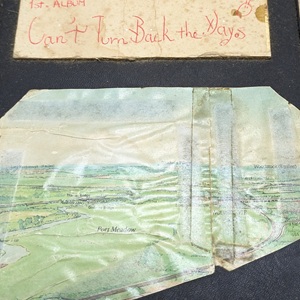 1st. ALBUM
Can't Turn Back the Days
Port Meadow